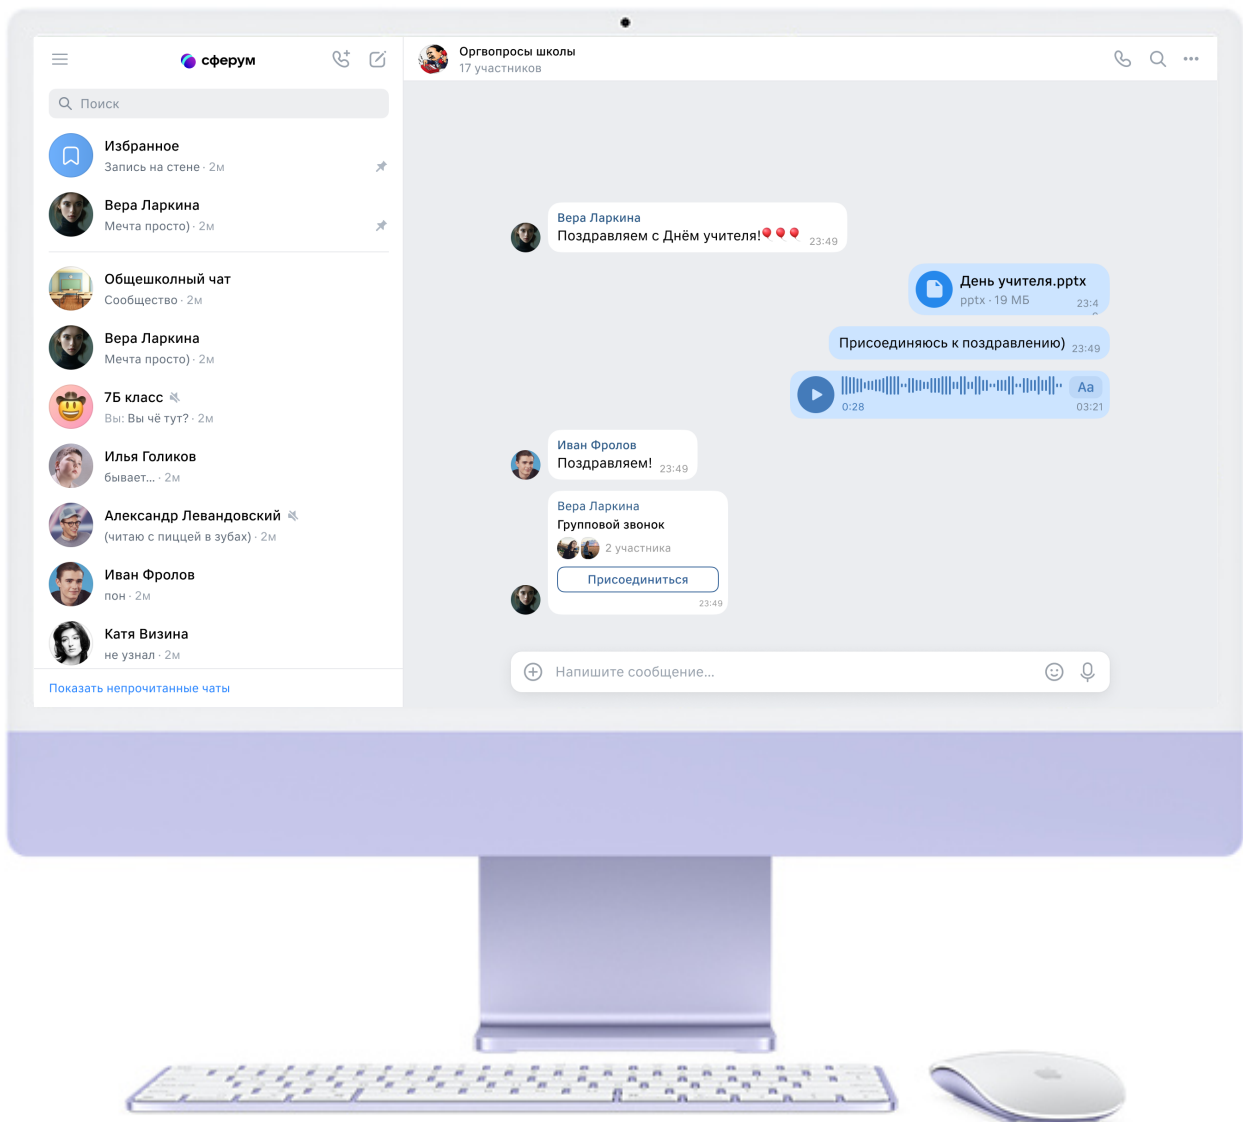 сферум
Поиск
Избранное
Запись на стене · 2м
Вера Ларкина
Мечта просто) · 2м
Общешколный чат
Сообщество · 2м
Вера Ларкина
Мечта просто) · 2м
7Б класс
Вы: Вы чё тут? · 2м
Илья Голиков
бывает... · 2м
Александр Левандовский
(читаю с пиццей в зубах) · 2м
Иван Фролов
пон · 2м
Катя Визина
не узнал · 2м
Показать непрочитанные чаты
Оргвопросы школы
17 участников
Вера Ларкина
Поздравляем с Днём учителя!🎈🎈🎈 23:49
День учителя.pptx
pptx · 19 МБ 23:4
Присоединяюсь к поздравлению) 23:49
Aa
0:28 03:21
Иван Фролов
Поздравляем! 23:49
Вера Ларкина
Групповой звонок
2 участника
Присоединиться
23:49
Напишите сообщение...